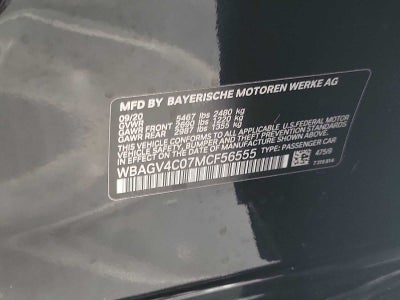 MFD BY BAYERISCHE MOTOREN WERKE AG
09/20
GVWR 5467 lbs 2480 kg
GAWR FRONT 2690 lbs 1220 kg
GAWR REAR 2987 lbs 1355 kg
THIS VEHICLE CONFORMS TO ALL APPLICABLE U.S. FEDERAL MOTOR
VEHICLE SAFETY, BUMPER, AND THEFT PREVENTION STANDARDS IN EFFECT
ON THE DATE OF MANUFACTURE SHOWN ABOVE.
WBAGV4C07MCF56555 TYPE: PASSENGER CAR
475/9